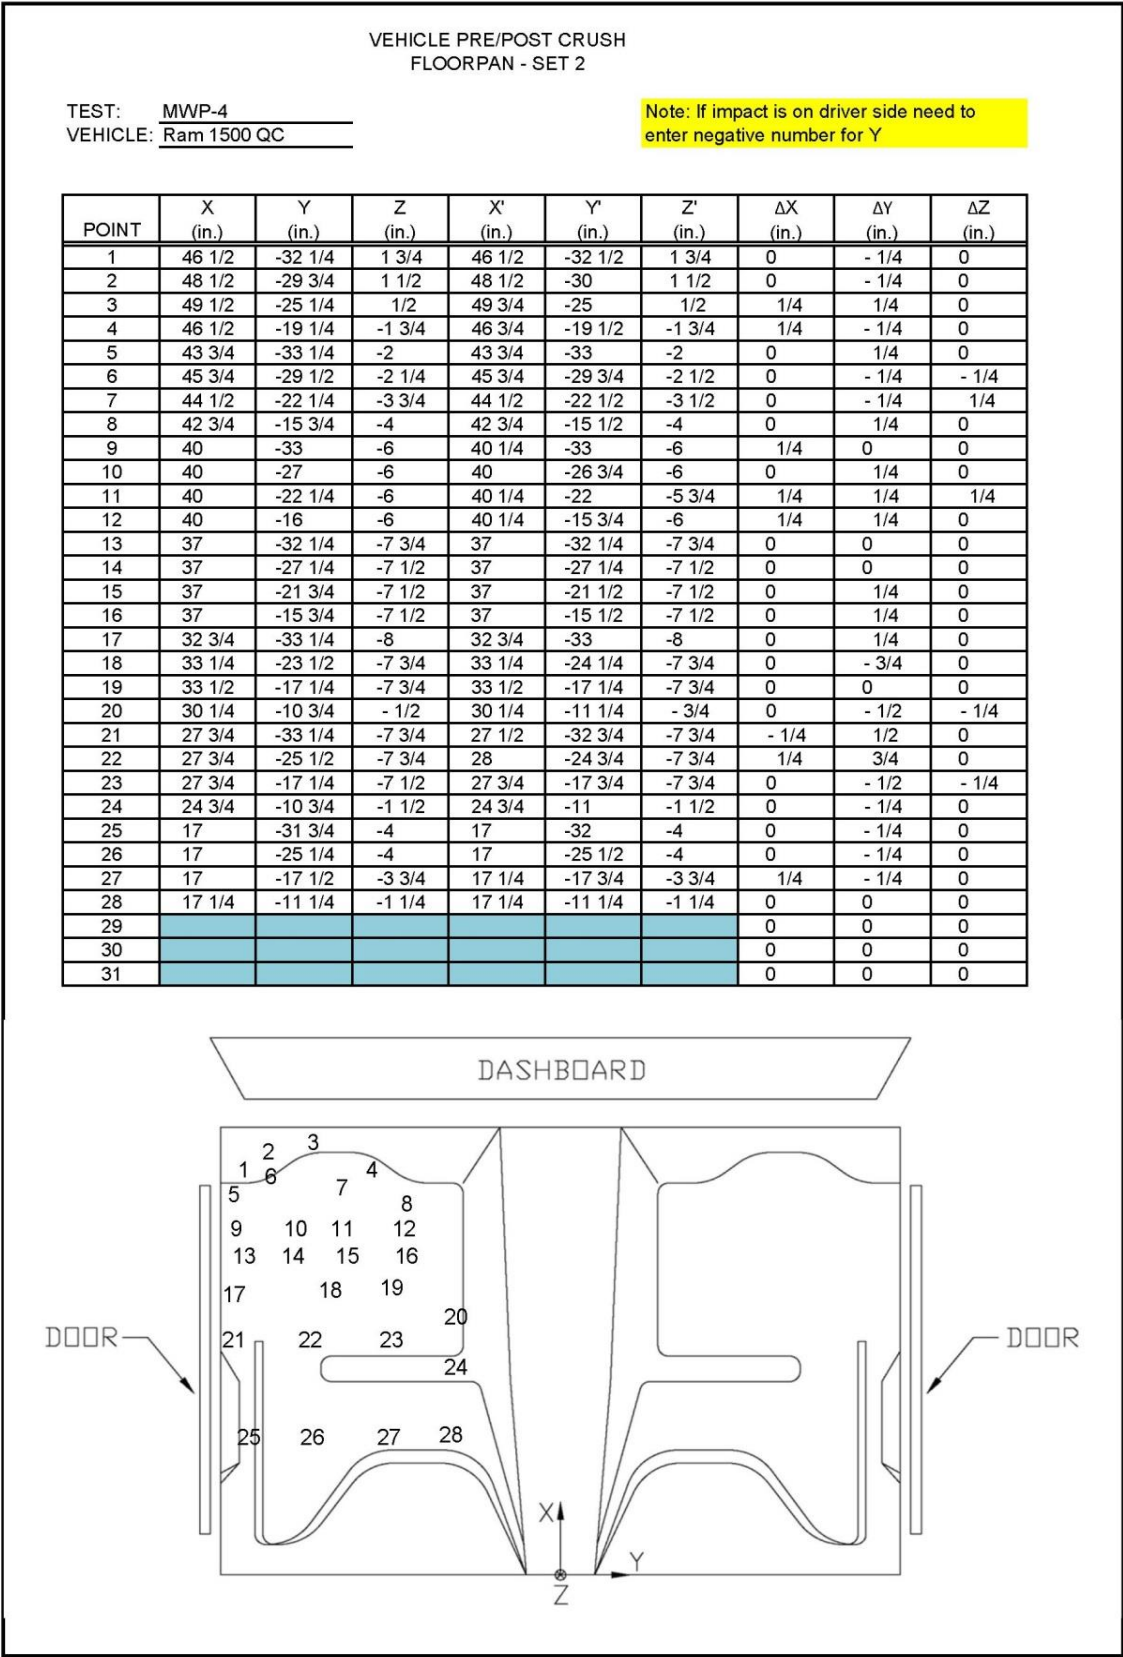 VEHICLE PRE/POST CRUSH
FLOORPAN - SET 2
TEST: MWP-4
VEHICLE: Ram 1500 QC
Note: If impact is on driver side need to
enter negative number for Y
POINT X (in.) Y (in.) Z (in.) X' (in.) Y' (in.) Z' (in.) ΔX (in.) ΔY (in.) ΔZ (in.)
1 46 1/2 -32 1/4 1 3/4 46 1/2 -32 1/2 1 3/4 0 - 1/4 0
2 48 1/2 -29 3/4 1 1/2 48 1/2 -30 1 1/2 0 - 1/4 0
3 49 1/2 -25 1/4 1/2 49 3/4 -25 1/2 1/4 1/4 0
4 46 1/2 -19 1/4 -1 3/4 46 3/4 -19 1/2 -1 3/4 1/4 - 1/4 0
5 43 3/4 -33 1/4 -2 43 3/4 -33 -2 0 1/4 0
6 45 3/4 -29 1/2 -2 1/4 45 3/4 -29 3/4 -2 1/2 0 - 1/4 - 1/4
7 44 1/2 -22 1/4 -3 3/4 44 1/2 -22 1/2 -3 1/2 0 - 1/4 1/4
8 42 3/4 -15 3/4 -4 42 3/4 -15 1/2 -4 0 1/4 0
9 40 -33 -6 40 1/4 -33 -6 1/4 0 0
10 40 -27 -6 40 -26 3/4 -6 0 1/4 0
11 40 -22 1/4 -6 40 1/4 -22 -5 3/4 1/4 1/4 1/4
12 40 -16 -6 40 1/4 -15 3/4 -6 1/4 1/4 0
13 37 -32 1/4 -7 3/4 37 -32 1/4 -7 3/4 0 0 0
14 37 -27 1/4 -7 1/2 37 -27 1/4 -7 1/2 0 0 0
15 37 -21 3/4 -7 1/2 37 -21 1/2 -7 1/2 0 1/4 0
16 37 -15 3/4 -7 1/2 37 -15 1/2 -7 1/2 0 1/4 0
17 32 3/4 -33 1/4 -8 32 3/4 -33 -8 0 1/4 0
18 33 1/4 -23 1/2 -7 3/4 33 1/4 -24 1/4 -7 3/4 0 - 3/4 0
19 33 1/2 -17 1/4 -7 3/4 33 1/2 -17 1/4 -7 3/4 0 0 0
20 30 1/4 -10 3/4 - 1/2 30 1/4 -11 1/4 - 3/4 0 - 1/2 - 1/4
21 27 3/4 -33 1/4 -7 3/4 27 1/2 -32 3/4 -7 3/4 - 1/4 1/2 0
22 27 3/4 -25 1/2 -7 3/4 28 -24 3/4 -7 3/4 1/4 3/4 0
23 27 3/4 -17 1/4 -7 1/2 27 3/4 -17 3/4 -7 3/4 0 - 1/2 - 1/4
24 24 3/4 -10 3/4 -1 1/2 24 3/4 -11 -1 1/2 0 - 1/4 0
25 17 -31 3/4 -4 17 -32 -4 0 - 1/4 0
26 17 -25 1/4 -4 17 -25 1/2 -4 0 - 1/4 0
27 17 -17 1/2 -3 3/4 17 1/4 -17 3/4 -3 3/4 1/4 - 1/4 0
28 17 1/4 -11 1/4 -1 1/4 17 1/4 -11 1/4 -1 1/4 0 0 0
29 0 0 0
30 0 0 0
31 0 0 0
DASHBOARD
3
2
1 6 4
5 7
8
9 10 11 12
13 14 15 16
17 18 19
20
DOOR 21 22 23 DOOR
24
25 26 27 28
X
Y
Z